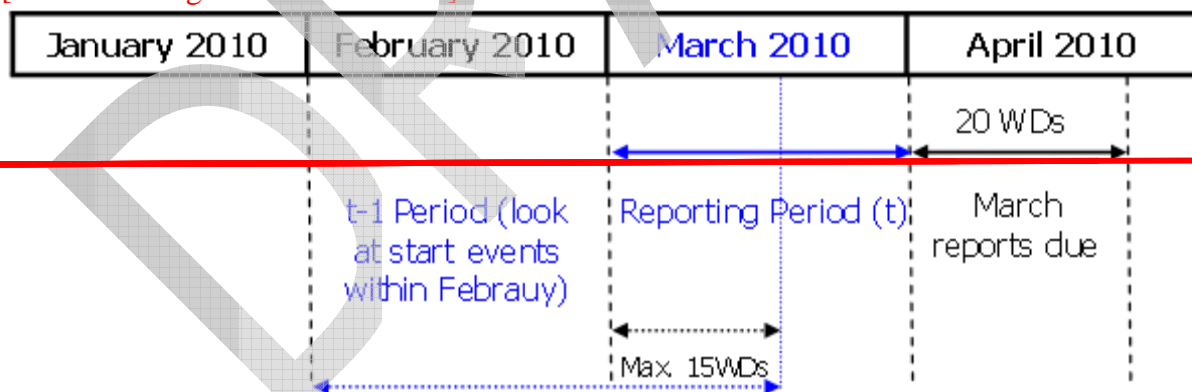 January 2010
February 2010
March 2010
April 2010
20 WDs
t-1 Period (look
at start events
within Febrauy)
Reporting Period (t)
March
reports due
Max. 15WDs